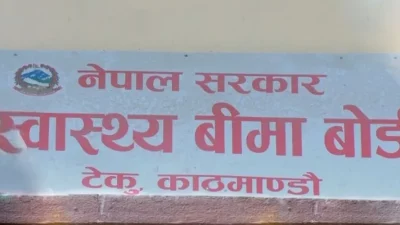 नेपाल सरकार
स्वास्थ्य बीमा बोर्ड
टेकु, काठमाण्डौ